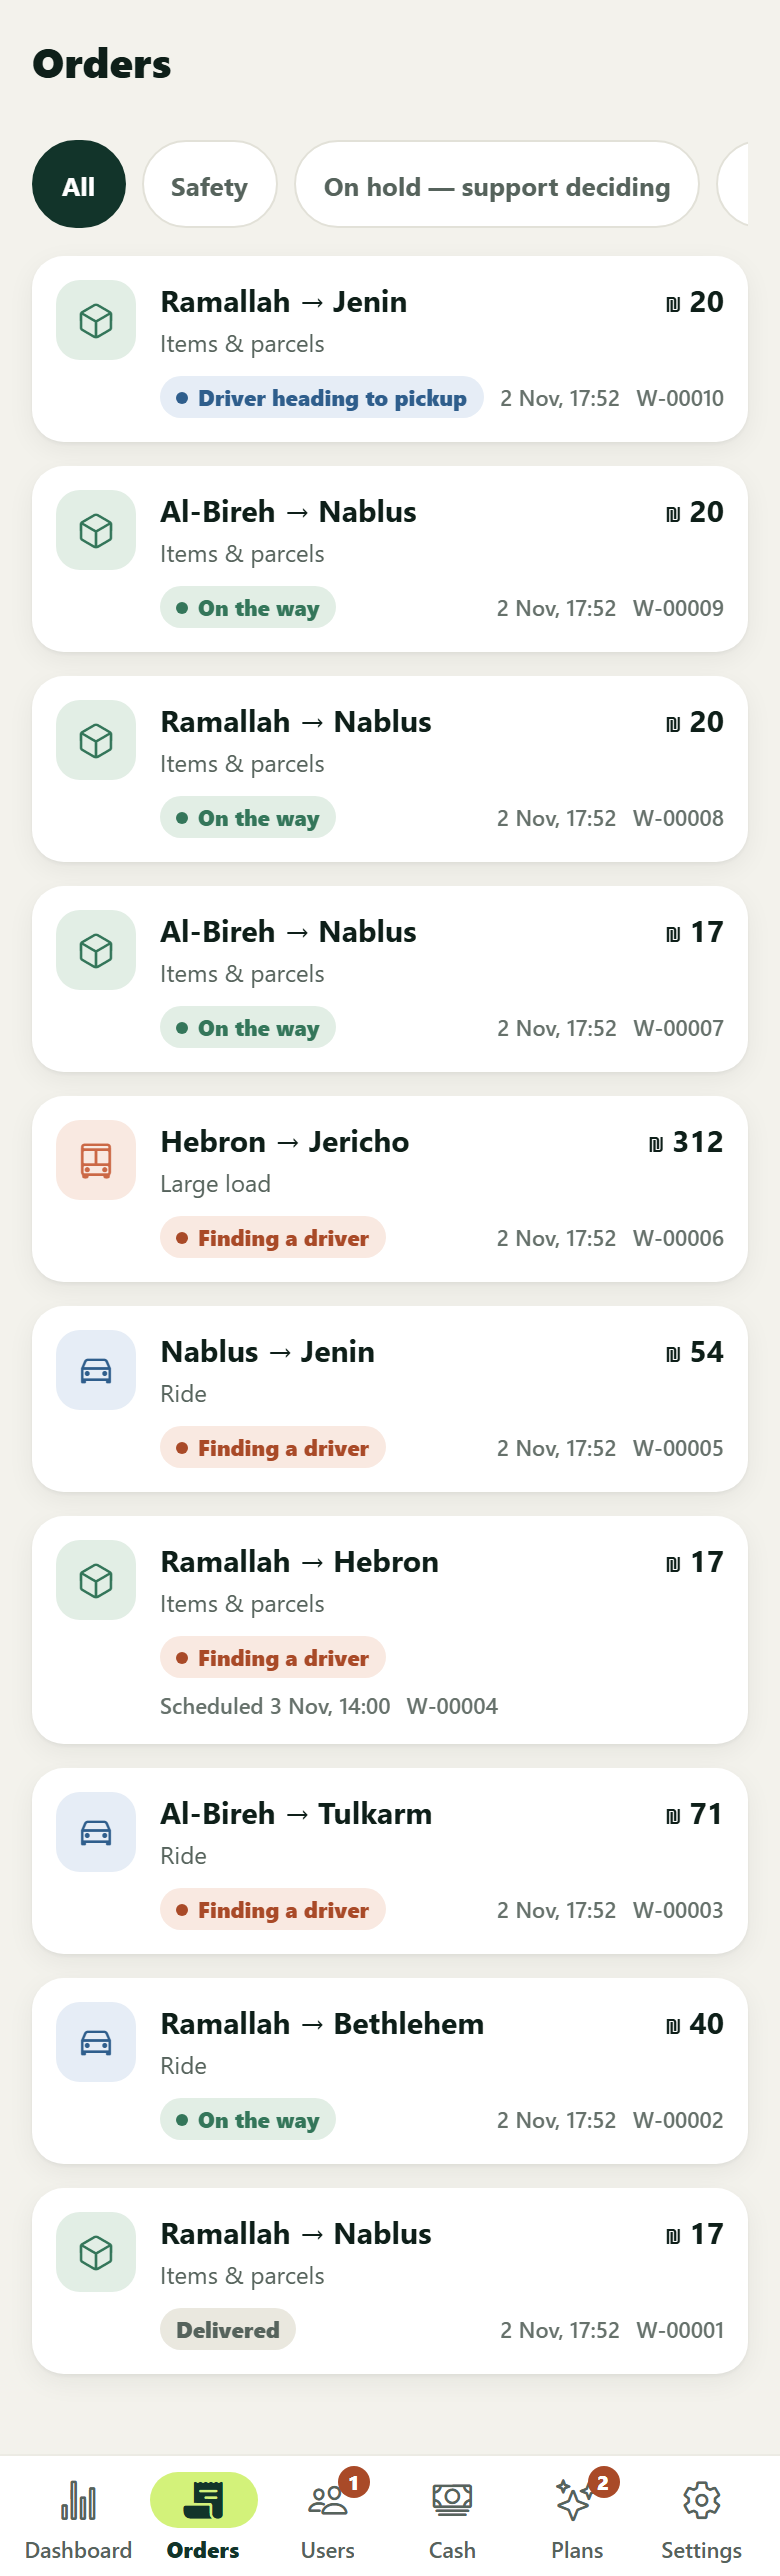 Orders
All Safety On hold — support deciding
Ramallah → Jenin ₪ 20
Items & parcels
Driver heading to pickup 2 Nov, 17:52 W-00010
Al-Bireh → Nablus ₪ 20
Items & parcels
On the way 2 Nov, 17:52 W-00009
Ramallah → Nablus ₪ 20
Items & parcels
On the way 2 Nov, 17:52 W-00008
Al-Bireh → Nablus ₪ 17
Items & parcels
On the way 2 Nov, 17:52 W-00007
Hebron → Jericho ₪ 312
Large load
Finding a driver 2 Nov, 17:52 W-00006
Nablus → Jenin ₪ 54
Ride
Finding a driver 2 Nov, 17:52 W-00005
Ramallah → Hebron ₪ 17
Items & parcels
Finding a driver
Scheduled 3 Nov, 14:00 W-00004
Al-Bireh → Tulkarm ₪ 71
Ride
Finding a driver 2 Nov, 17:52 W-00003
Ramallah → Bethlehem ₪ 40
Ride
On the way 2 Nov, 17:52 W-00002
Ramallah → Nablus ₪ 17
Items & parcels
Delivered 2 Nov, 17:52 W-00001
1 2
Dashboard Orders Users Cash Plans Settings